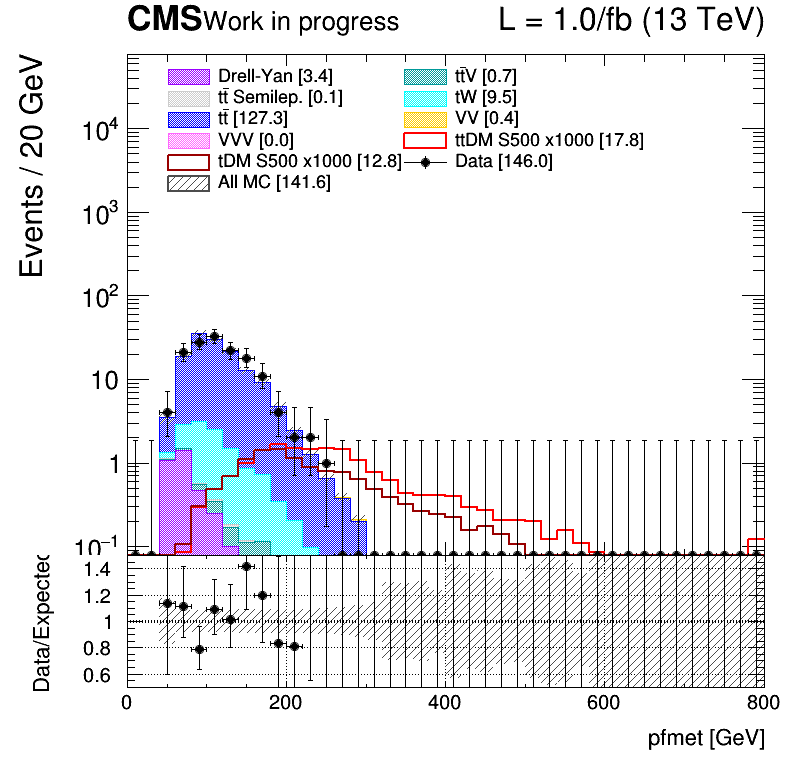 CMS Work in progress L = 1.0/fb (13 TeV)
Events / 20 GeV
Drell-Yan [3.4] tt̄V [0.7]
tt̄ Semilep. [0.1] tW [9.5]
tt̄ [127.3] VV [0.4]
VVV [0.0] ttDM S500 x1000 [17.8]
tDM S500 x1000 [12.8] Data [146.0]
All MC [141.6]
10⁴
10³
10²
10
1
10⁻¹
Data/Expected
1.4
1.2
1
0.8
0.6
0 200 400 600 800
pfmet [GeV]